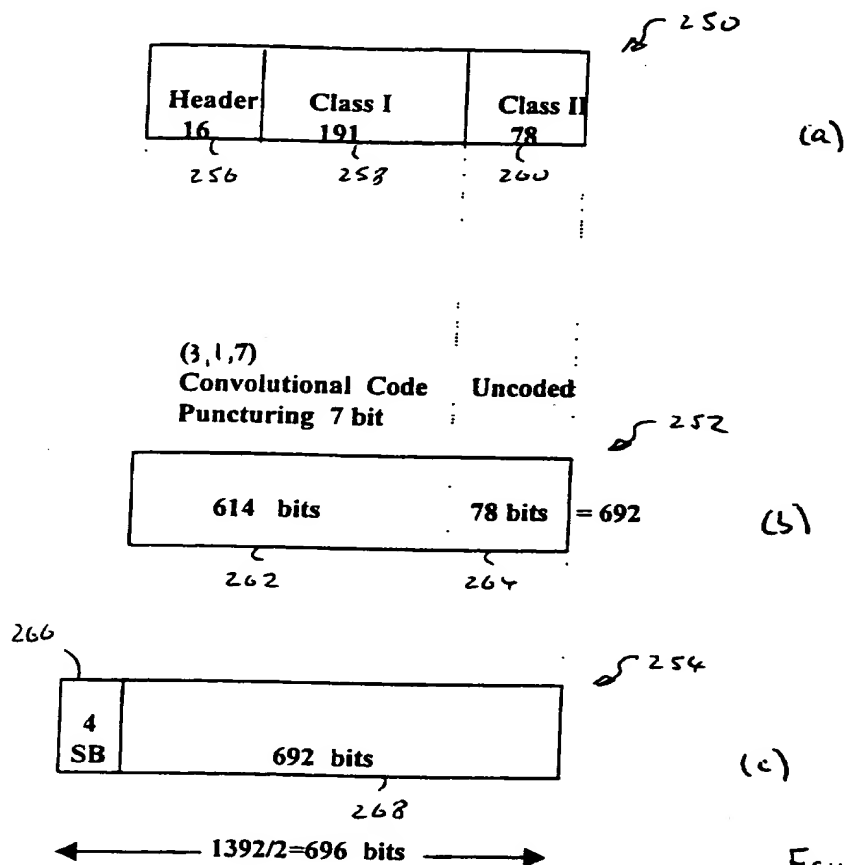 250
Header Class I Class II
16 191 78
(a)
256 258 260
(3,1,7)
Convolutional Code Uncoded
Puncturing 7 bit
252
614 bits 78 bits = 692
(b)
262 264
266
254
4
SB 692 bits
(c)
268
1392/2=696 bits